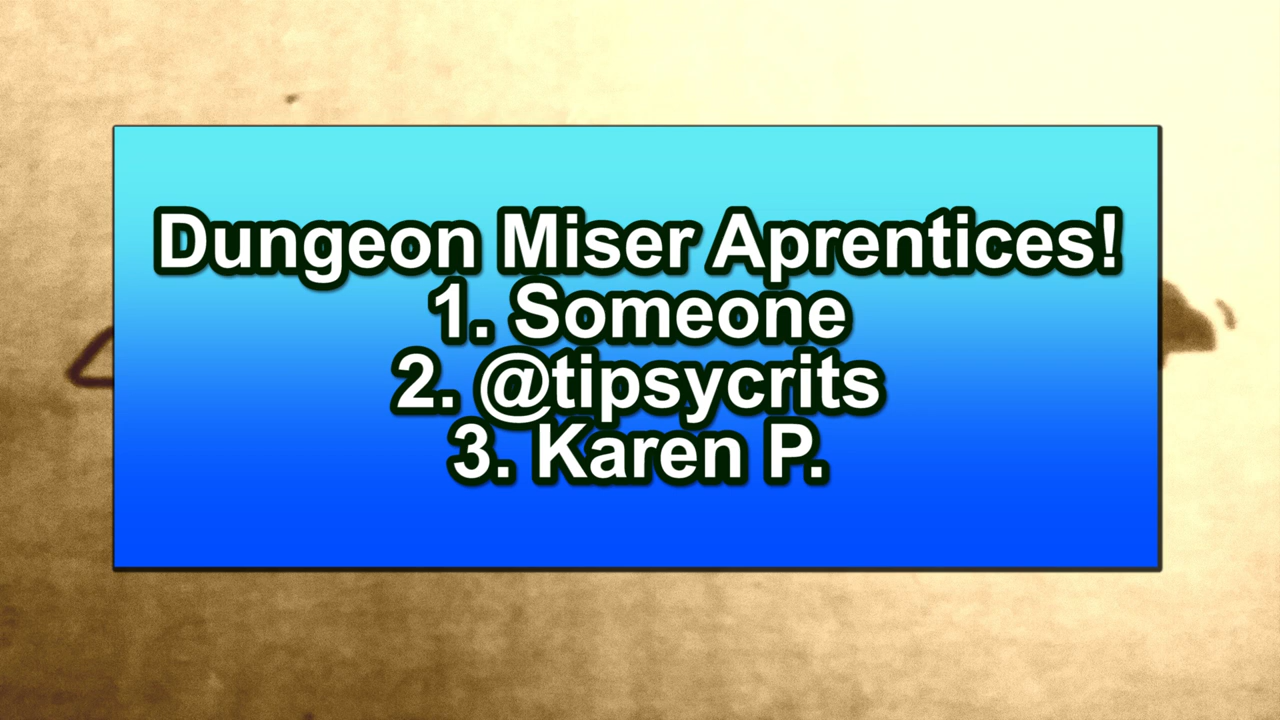 Dungeon Miser Aprentices!
1. Someone
2. @tipsycrits
3. Karen P.